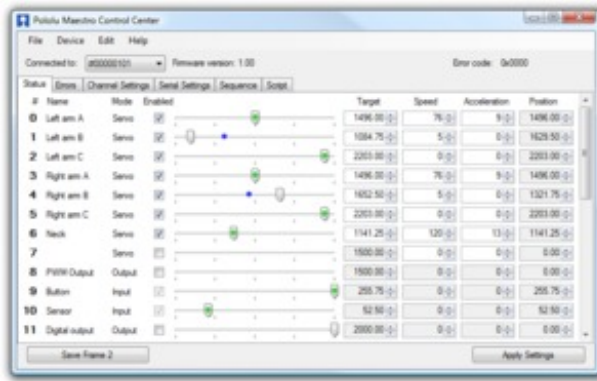 Pololu Maestro Control Center
File Device Edit Help
Connected to: #00000101 Firmware version: 1.00 Error code: 0x0000
Status Errors Channel Settings Serial Settings Sequence Script
# Name Mode Enabled Target Speed Acceleration Position
0 Left arm A Servo 1496.00 76 9 1496.00
1 Left arm B Servo 1084.75 5 0 1629.50
2 Left arm C Servo 2203.00 0 0 2203.00
3 Right arm A Servo 1496.00 76 9 1496.00
4 Right arm B Servo 1652.50 5 0 1321.75
5 Right arm C Servo 2203.00 0 0 2203.00
6 Neck Servo 1141.25 120 13 1141.25
7 Servo 1500.00 0 0 0.00
8 PWM Output Output 1500.00 0 0 0.00
9 Button Input 255.75 0 0 255.75
10 Sensor Input 52.50 0 0 52.50
11 Digital output Output 2000.00 0 0 0.00
Save Frame 2 Apply Settings